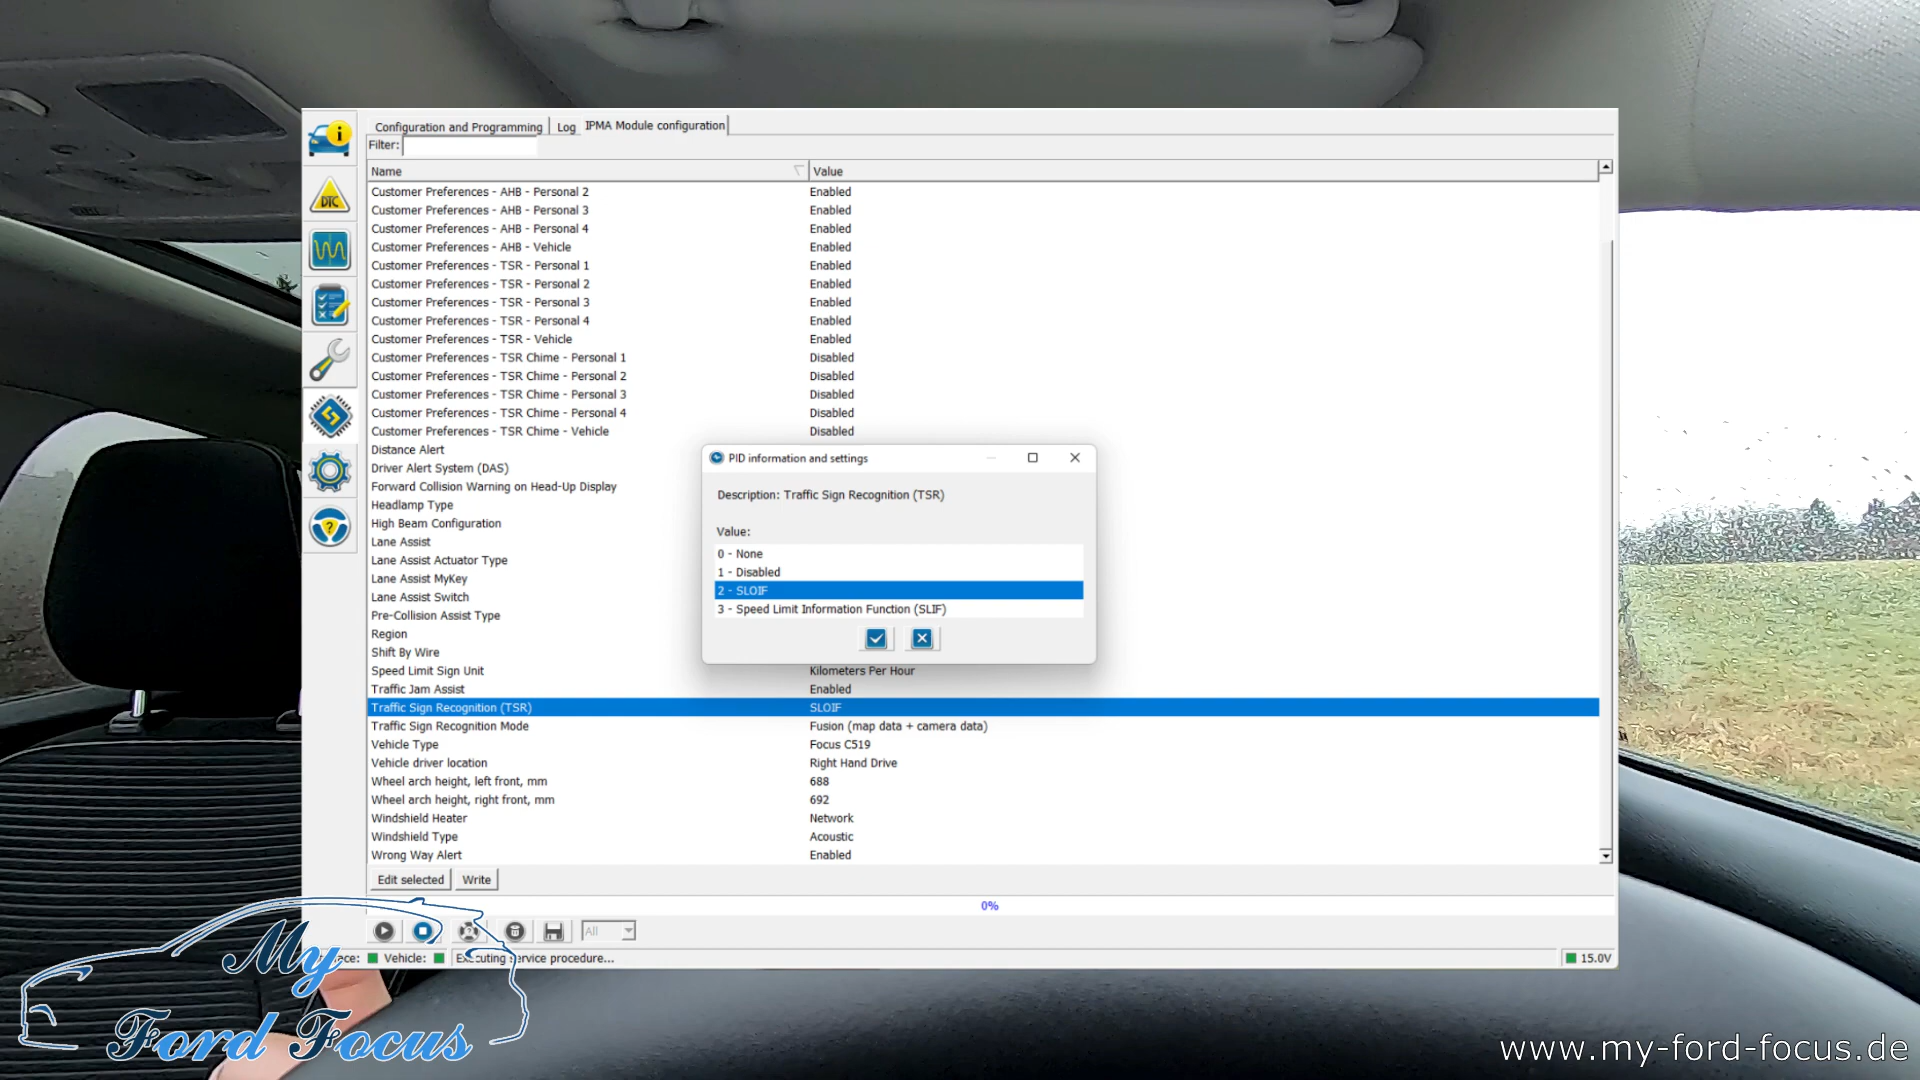 Configuration and Programming Log IPMA Module configuration
Filter:
Name Value
Customer Preferences - AHB - Personal 2 Enabled
Customer Preferences - AHB - Personal 3 Enabled
Customer Preferences - AHB - Personal 4 Enabled
Customer Preferences - AHB - Vehicle Enabled
Customer Preferences - TSR - Personal 1 Enabled
Customer Preferences - TSR - Personal 2 Enabled
Customer Preferences - TSR - Personal 3 Enabled
Customer Preferences - TSR - Personal 4 Enabled
Customer Preferences - TSR - Vehicle Enabled
Customer Preferences - TSR Chime - Personal 1 Disabled
Customer Preferences - TSR Chime - Personal 2 Disabled
Customer Preferences - TSR Chime - Personal 3 Disabled
Customer Preferences - TSR Chime - Personal 4 Disabled
Customer Preferences - TSR Chime - Vehicle Disabled
Distance Alert
Driver Alert System (DAS)
Forward Collision Warning on Head-Up Display
Headlamp Type
High Beam Configuration
Lane Assist
Lane Assist Actuator Type
Lane Assist MyKey
Lane Assist Switch
Pre-Collision Assist Type
Region
Shift By Wire
Speed Limit Sign Unit Kilometers Per Hour
Traffic Jam Assist Enabled
Traffic Sign Recognition (TSR) SLOIF
Traffic Sign Recognition Mode Fusion (map data + camera data)
Vehicle Type Focus C519
Vehicle driver location Right Hand Drive
Wheel arch height, left front, mm 688
Wheel arch height, right front, mm 692
Windshield Heater Network
Windshield Type Acoustic
Wrong Way Alert Enabled
Edit selected Write
0%
All
Vehicle: Executing service procedure... 15.0V
PID information and settings
Description: Traffic Sign Recognition (TSR)
Value:
0 - None
1 - Disabled
2 - SLOIF
3 - Speed Limit Information Function (SLIF)
DTC
My
Ford Focus
www.my-ford-focus.de